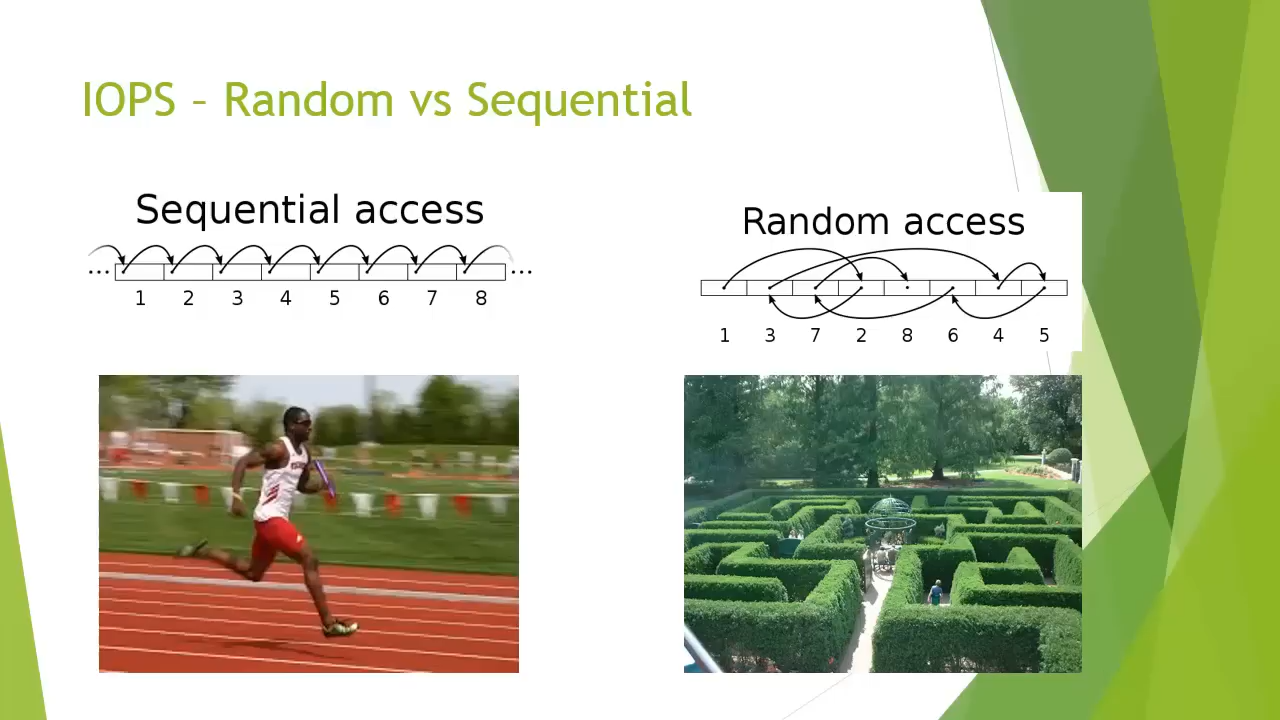 IOPS – Random vs Sequential
Sequential access
... ...
1 2 3 4 5 6 7 8
Random access
1 3 7 2 8 6 4 5